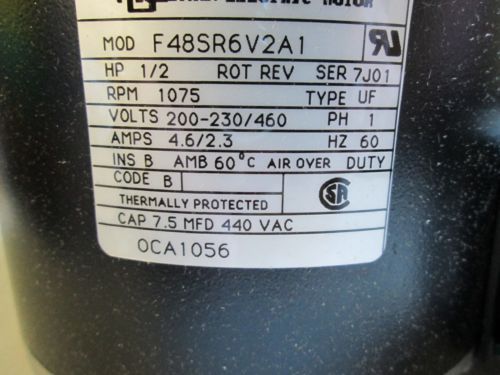 ELECTRIC MOTOR
MOD F48SR6V2A1
HP 1/2 ROT REV SER 7J01
RPM 1075 TYPE UF
VOLTS 200-230/460 PH 1
AMPS 4.6/2.3 HZ 60
INS B AMB 60°C AIR OVER DUTY
CODE B
THERMALLY PROTECTED
CAP 7.5 MFD 440 VAC
OCA1056